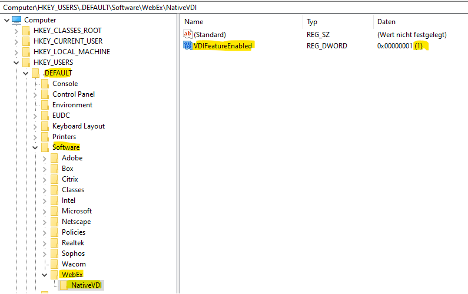 Computer\HKEY_USERS\.DEFAULT\Software\WebEx\NativeVDI
Computer
HKEY_CLASSES_ROOT
HKEY_CURRENT_USER
HKEY_LOCAL_MACHINE
HKEY_USERS
.DEFAULT
Console
Control Panel
Environment
EUDC
Keyboard Layout
Printers
Software
Adobe
Box
Citrix
Classes
Intel
Microsoft
Netscape
Policies
Realtek
Sophos
Wacom
WebEx
NativeVDI
Name Typ Daten
ab (Standard) REG_SZ (Wert nicht festgelegt)
VDIFeatureEnabled REG_DWORD 0x00000001 (1)